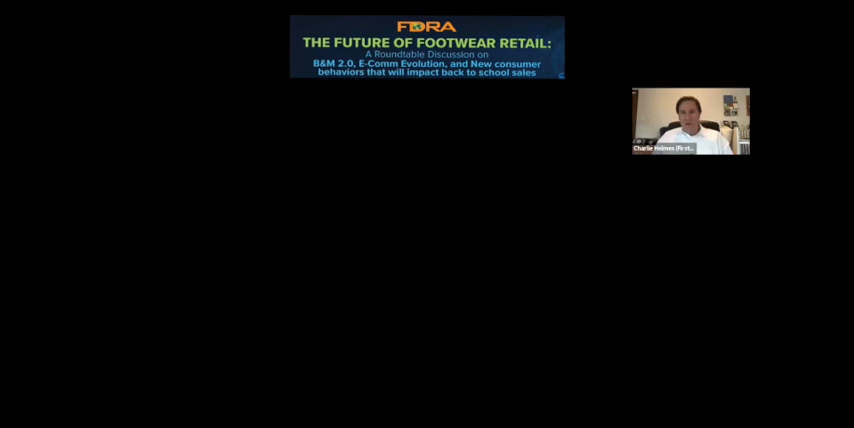 FDRA
THE FUTURE OF FOOTWEAR RETAIL:
A Roundtable Discussion on
B&M 2.0, E-Comm Evolution, and New consumer
behaviors that will impact back to school sales
Charlie Holmes (First...